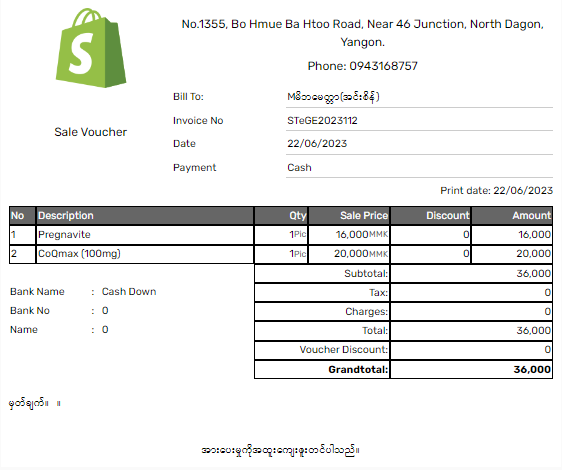 No.1355, Bo Hmue Ba Htoo Road, Near 46 Junction, North Dagon,
Yangon.
Phone: 0943168757
S
Sale Voucher
Bill To: Mမိဘမေတ္တာ(အင်းစိန်)
Invoice No STeGE2023112
Date 22/06/2023
Payment Cash
Print date: 22/06/2023
No Description Qty Sale Price Discount Amount
1 Pregnavite 1Pic 16,000MMK 0 16,000
2 CoQmax (100mg) 1Pic 20,000MMK 0 20,000
Subtotal: 36,000
Bank Name : Cash Down
Tax: 0
Bank No : 0
Charges: 0
Name : 0
Total: 36,000
Voucher Discount: 0
Grandtotal: 36,000
မှတ်ချက်။ ။
အားပေးမှုကိုအထူးကျေးဇူးတင်ပါသည်။